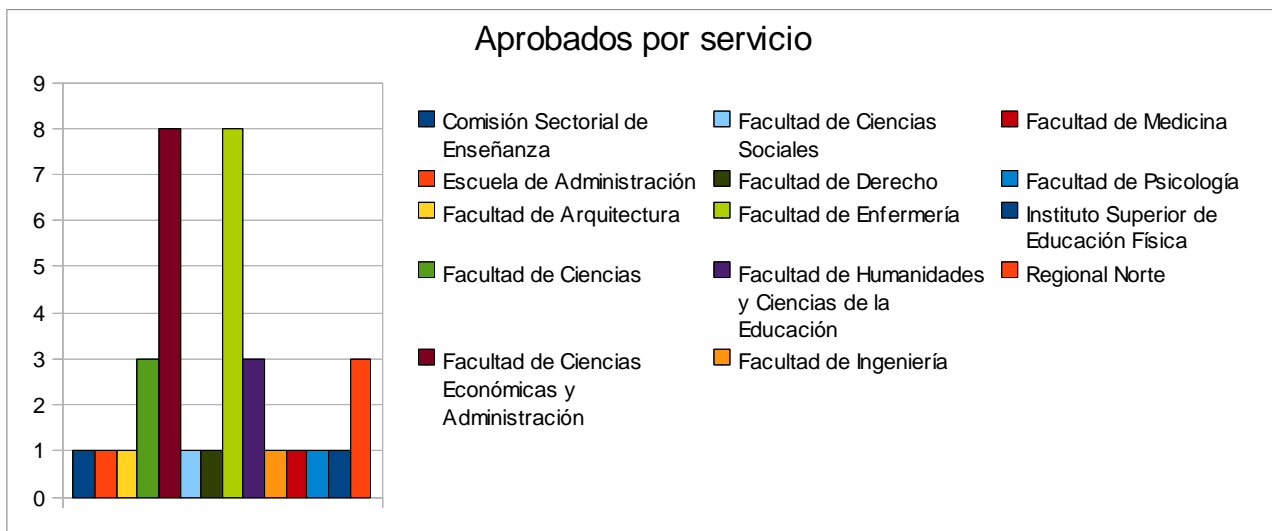 Aprobados por servicio
9
8
7
6
5
4
3
2
1
0
Comisión Sectorial de
Enseñanza
Escuela de Administración
Facultad de Arquitectura
Facultad de Ciencias
Facultad de Ciencias
Económicas y
Administración
Facultad de Ciencias
Sociales
Facultad de Derecho
Facultad de Enfermería
Facultad de Humanidades
y Ciencias de la
Educación
Facultad de Ingeniería
Facultad de Medicina
Facultad de Psicología
Instituto Superior de
Educación Física
Regional Norte